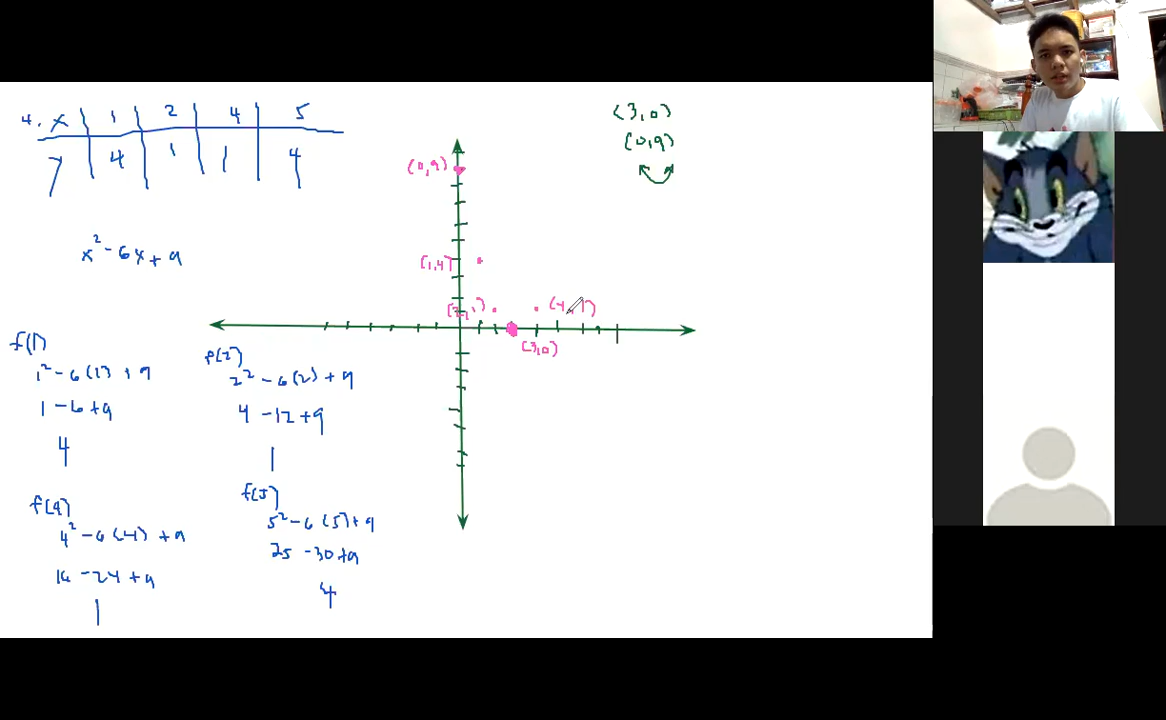 4. x 1 2 4 5
y 4 1 1 4
x² - 6x + 9
f(1)
1² - 6(1) + 9
1 - 6 + 9
4
f(2)
2² - 6(2) + 9
4 - 12 + 9
1
f(4)
4² - 6(4) + 9
16 - 24 + 9
1
f(5)
5² - 6(5) + 9
25 - 30 + 9
4
(0,9)
(1,4)
(2,1)
(4,1)
(3,0)
(3,0)
(0,9)